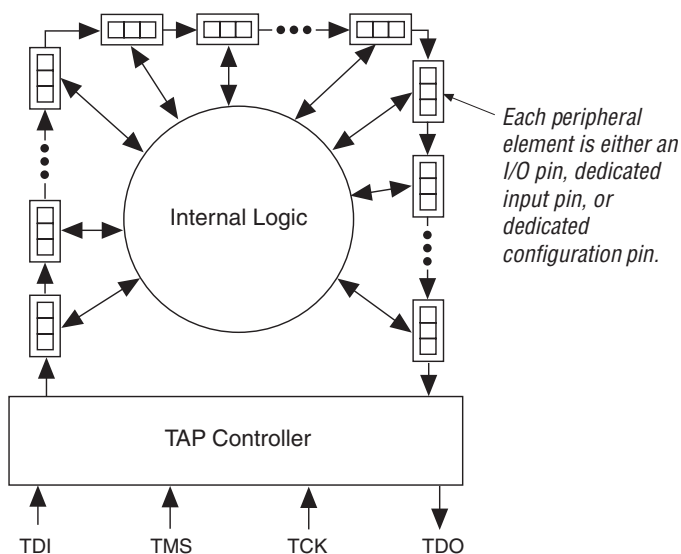 Each peripheral
element is either an
I/O pin, dedicated
input pin, or
dedicated
configuration pin.
Internal Logic
TAP Controller
TDI
TMS
TCK
TDO